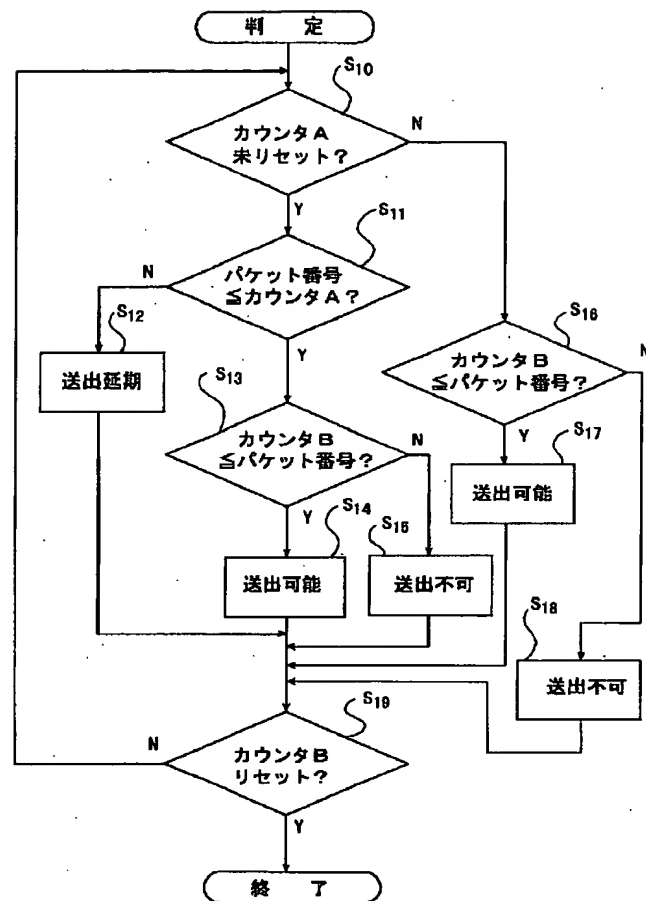 判 定
S10
カウンタA
未リセット?
N
Y
S11
パケット番号
≦カウンタA?
N
Y
S12
送出延期
S13
カウンタB
≦パケット番号?
N
Y
S14
送出可能
S15
送出不可
S16
カウンタB
≦パケット番号?
N
Y
S17
送出可能
S18
送出不可
S19
カウンタB
リセット?
N
Y
終 了